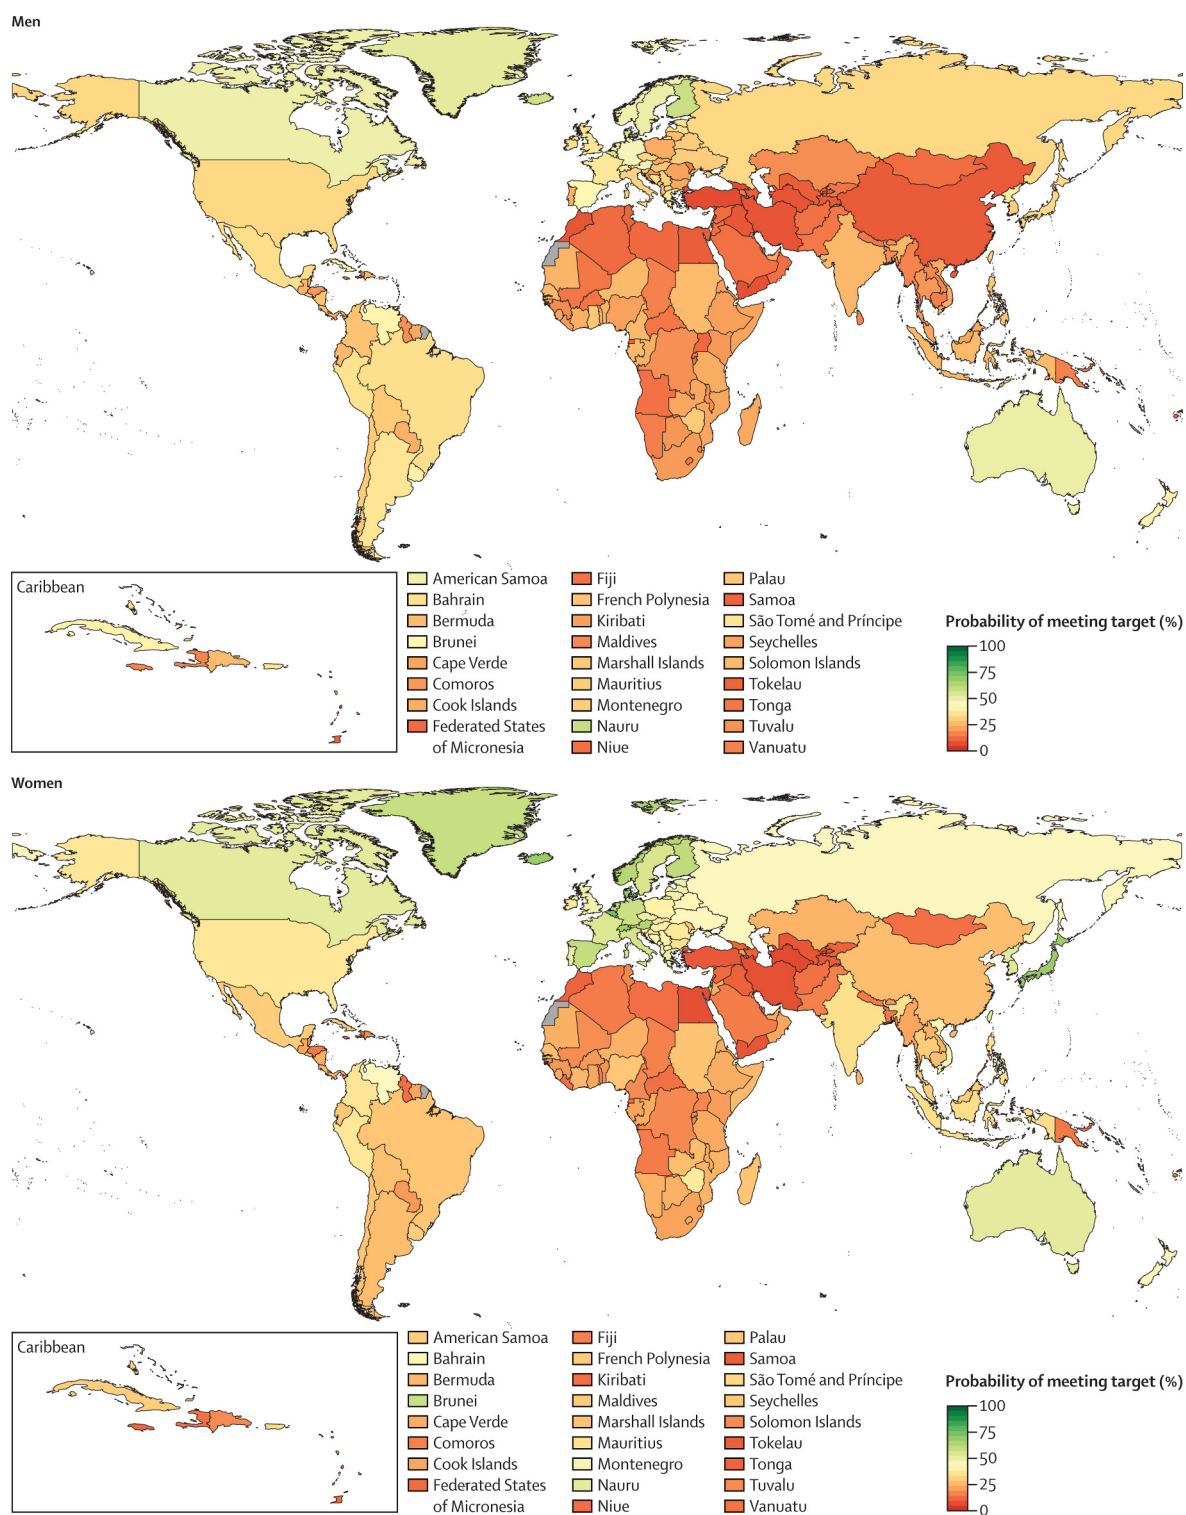 Men
Caribbean
American Samoa
Bahrain
Bermuda
Brunei
Cape Verde
Comoros
Cook Islands
Federated States
of Micronesia
Fiji
French Polynesia
Kiribati
Maldives
Marshall Islands
Mauritius
Montenegro
Nauru
Niue
Palau
Samoa
São Tomé and Príncipe
Seychelles
Solomon Islands
Tokelau
Tonga
Tuvalu
Vanuatu
Probability of meeting target (%)
100
75
50
25
0
Women
Caribbean
American Samoa
Bahrain
Bermuda
Brunei
Cape Verde
Comoros
Cook Islands
Federated States
of Micronesia
Fiji
French Polynesia
Kiribati
Maldives
Marshall Islands
Mauritius
Montenegro
Nauru
Niue
Palau
Samoa
São Tomé and Príncipe
Seychelles
Solomon Islands
Tokelau
Tonga
Tuvalu
Vanuatu
Probability of meeting target (%)
100
75
50
25
0